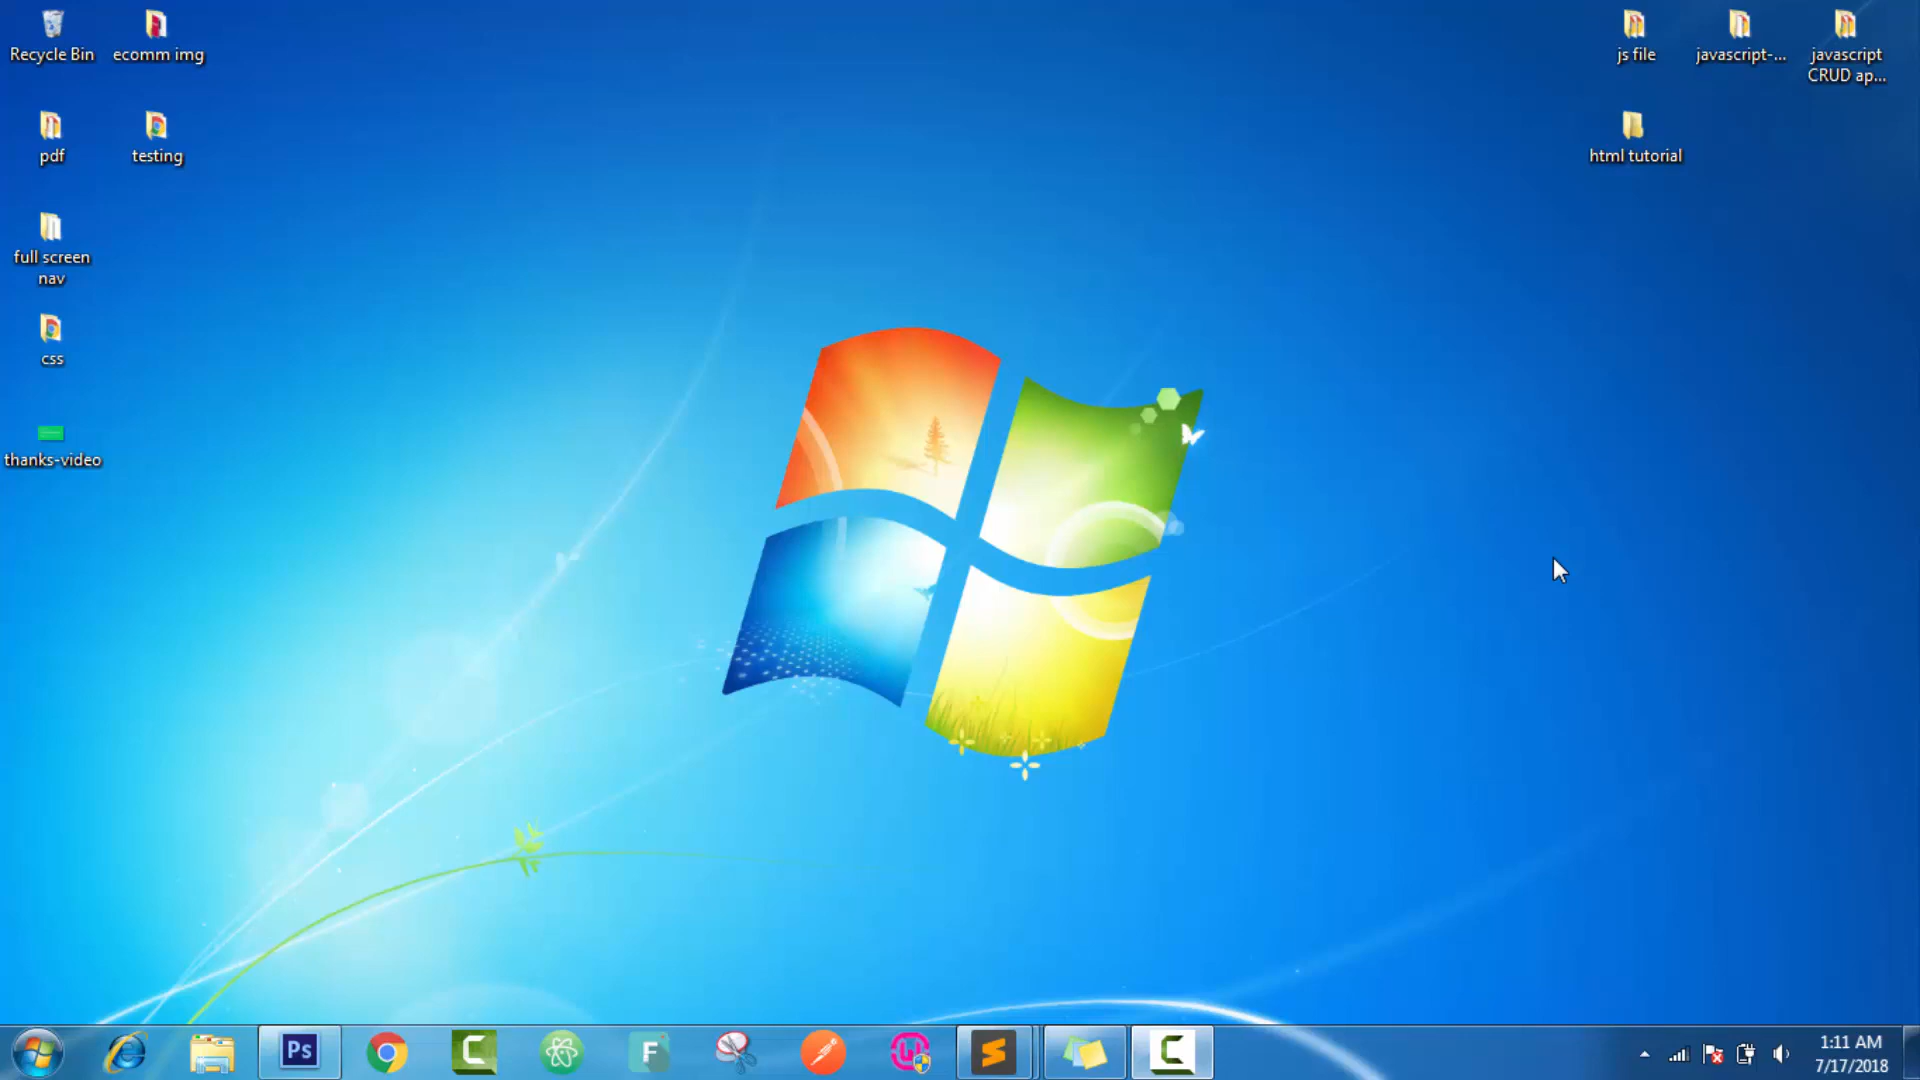 Recycle Bin
ecomm img
js file
javascript-...
javascript
CRUD ap...
pdf
testing
html tutorial
full screen
nav
css
thanks-video
Ps
F
1:11 AM
7/17/2018